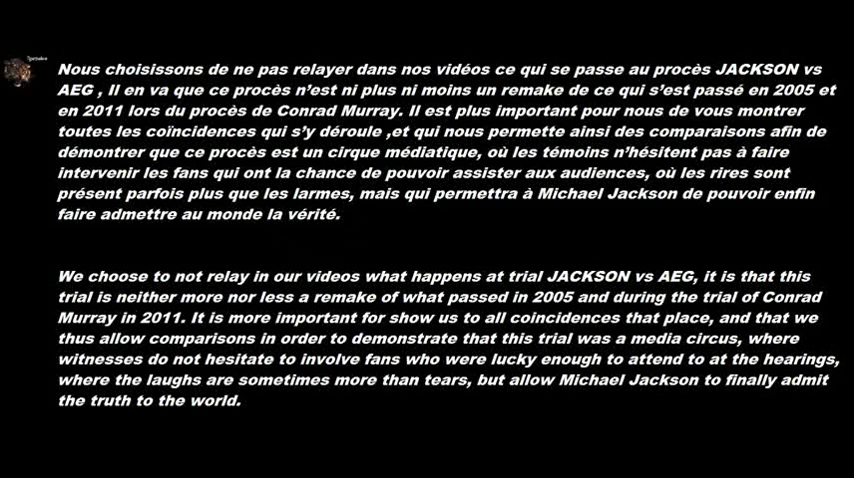 Nous choisissons de ne pas relayer dans nos vidéos ce qui se passe au procès JACKSON vs
AEG , Il en va que ce procès n'est ni plus ni moins un remake de ce qui s'est passé en 2005 et
en 2011 lors du procès de Conrad Murray. Il est plus important pour nous de vous montrer
toutes les coïncidences qui s'y déroule ,et qui nous permette ainsi des comparaisons afin de
démontrer que ce procès est un cirque médiatique, où les témoins n'hésitent pas à faire
intervenir les fans qui ont la chance de pouvoir assister aux audiences, où les rires sont
présent parfois plus que les larmes, mais qui permettra à Michael Jackson de pouvoir enfin
faire admettre au monde la vérité.
We choose to not relay in our videos what happens at trial JACKSON vs AEG, it is that this
trial is neither more nor less a remake of what passed in 2005 and during the trial of Conrad
Murray in 2011. It is more important for show us to all coincidences that place, and that we
thus allow comparisons in order to demonstrate that this trial was a media circus, where
witnesses do not hesitate to involve fans who were lucky enough to attend to at the hearings,
where the laughs are sometimes more than tears, but allow Michael Jackson to finally admit
the truth to the world.